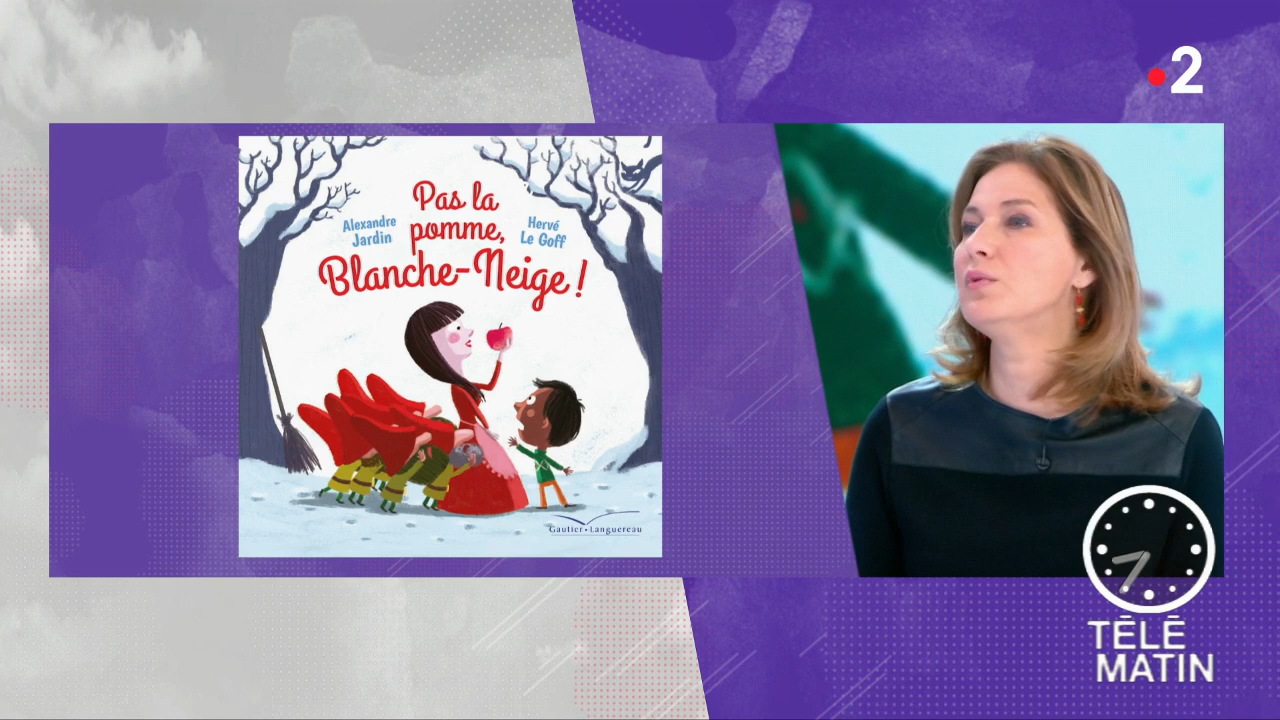 2
Pas la
pomme,
Blanche-Neige !
Alexandre
Jardin
Hervé
Le Goff
Gautier • Languereau
TÉLÉ
MATIN